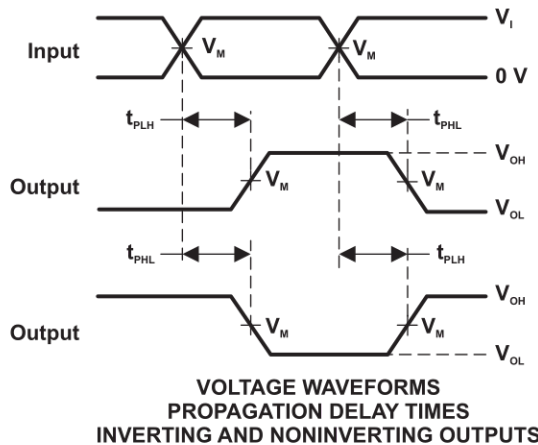 V_I
Input V_M V_M
0 V
t_PLH t_PHL
V_OH
Output V_M V_M
V_OL
t_PHL t_PLH
V_OH
Output V_M V_M
V_OL
VOLTAGE WAVEFORMS
PROPAGATION DELAY TIMES
INVERTING AND NONINVERTING OUTPUTS